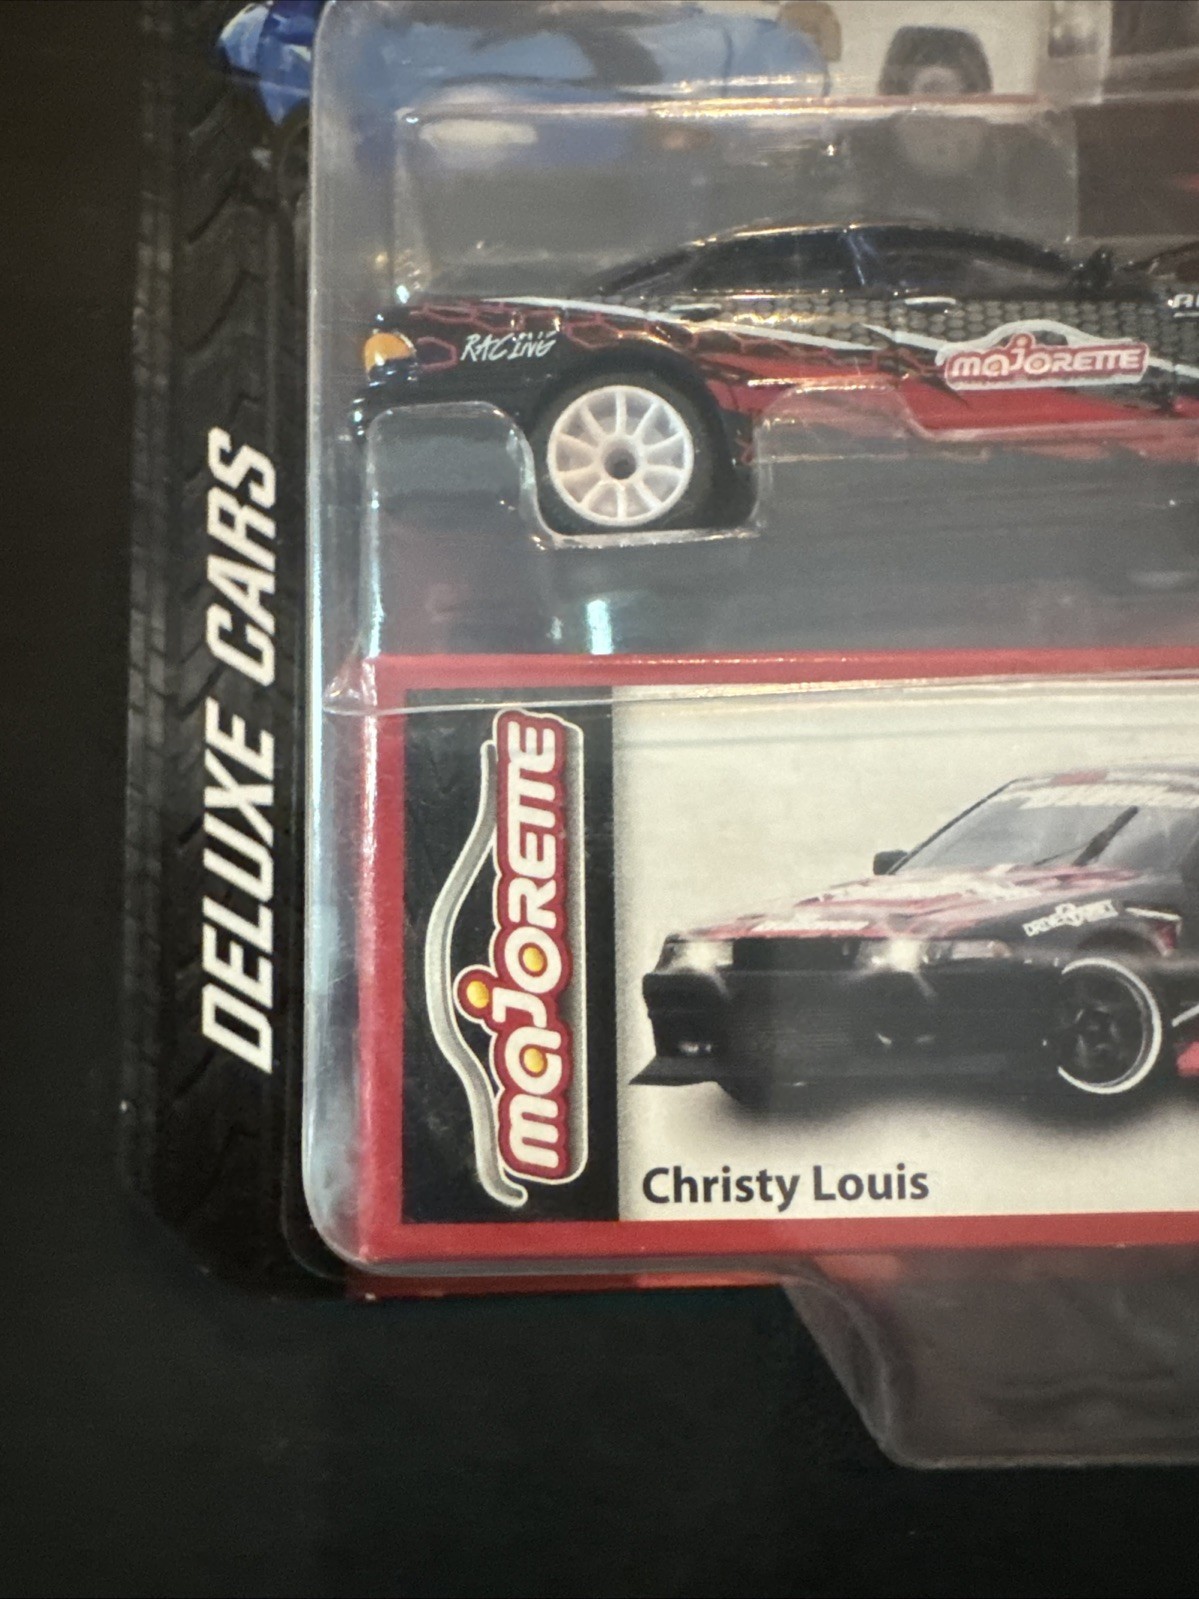 RACING
majORETTE
DELUXE CARS
majORETTE
Christy Louis